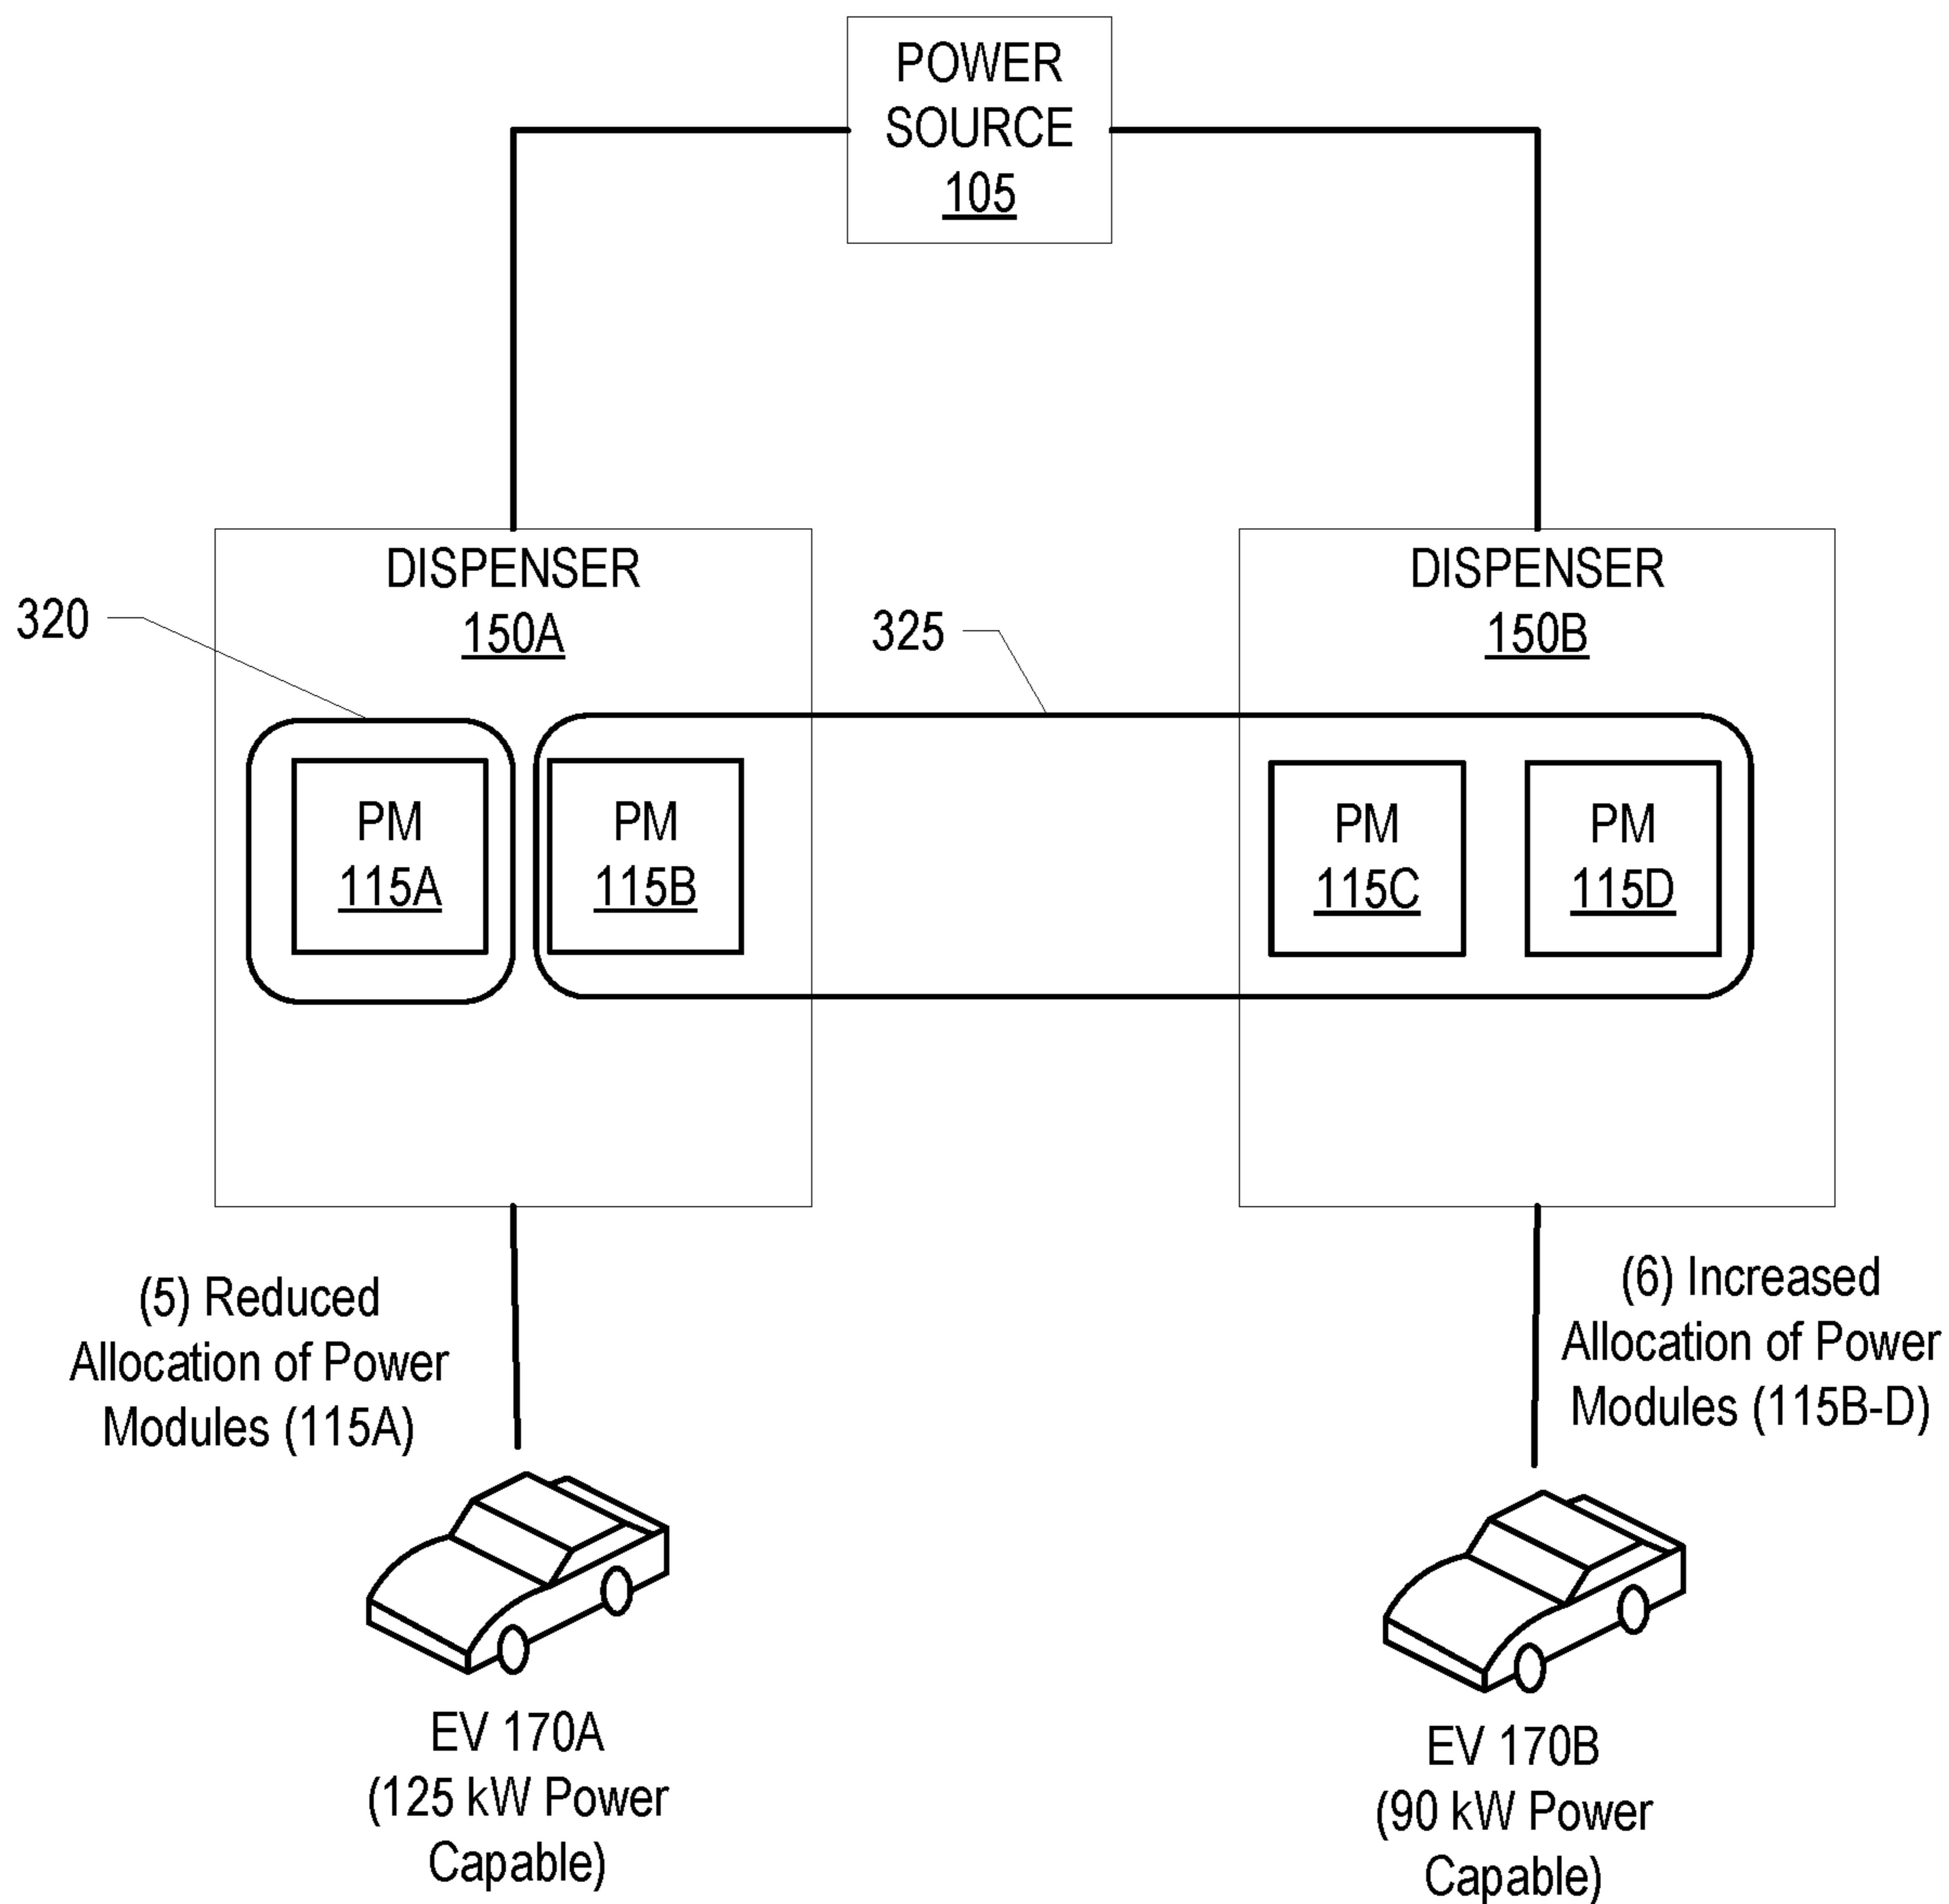 POWER
SOURCE
105
DISPENSER
150A
DISPENSER
150B
320
325
PM
115A
PM
115B
PM
115C
PM
115D
(5) Reduced
Allocation of Power
Modules (115A)
(6) Increased
Allocation of Power
Modules (115B-D)
EV 170A
(125 kW Power
Capable)
EV 170B
(90 kW Power
Capable)